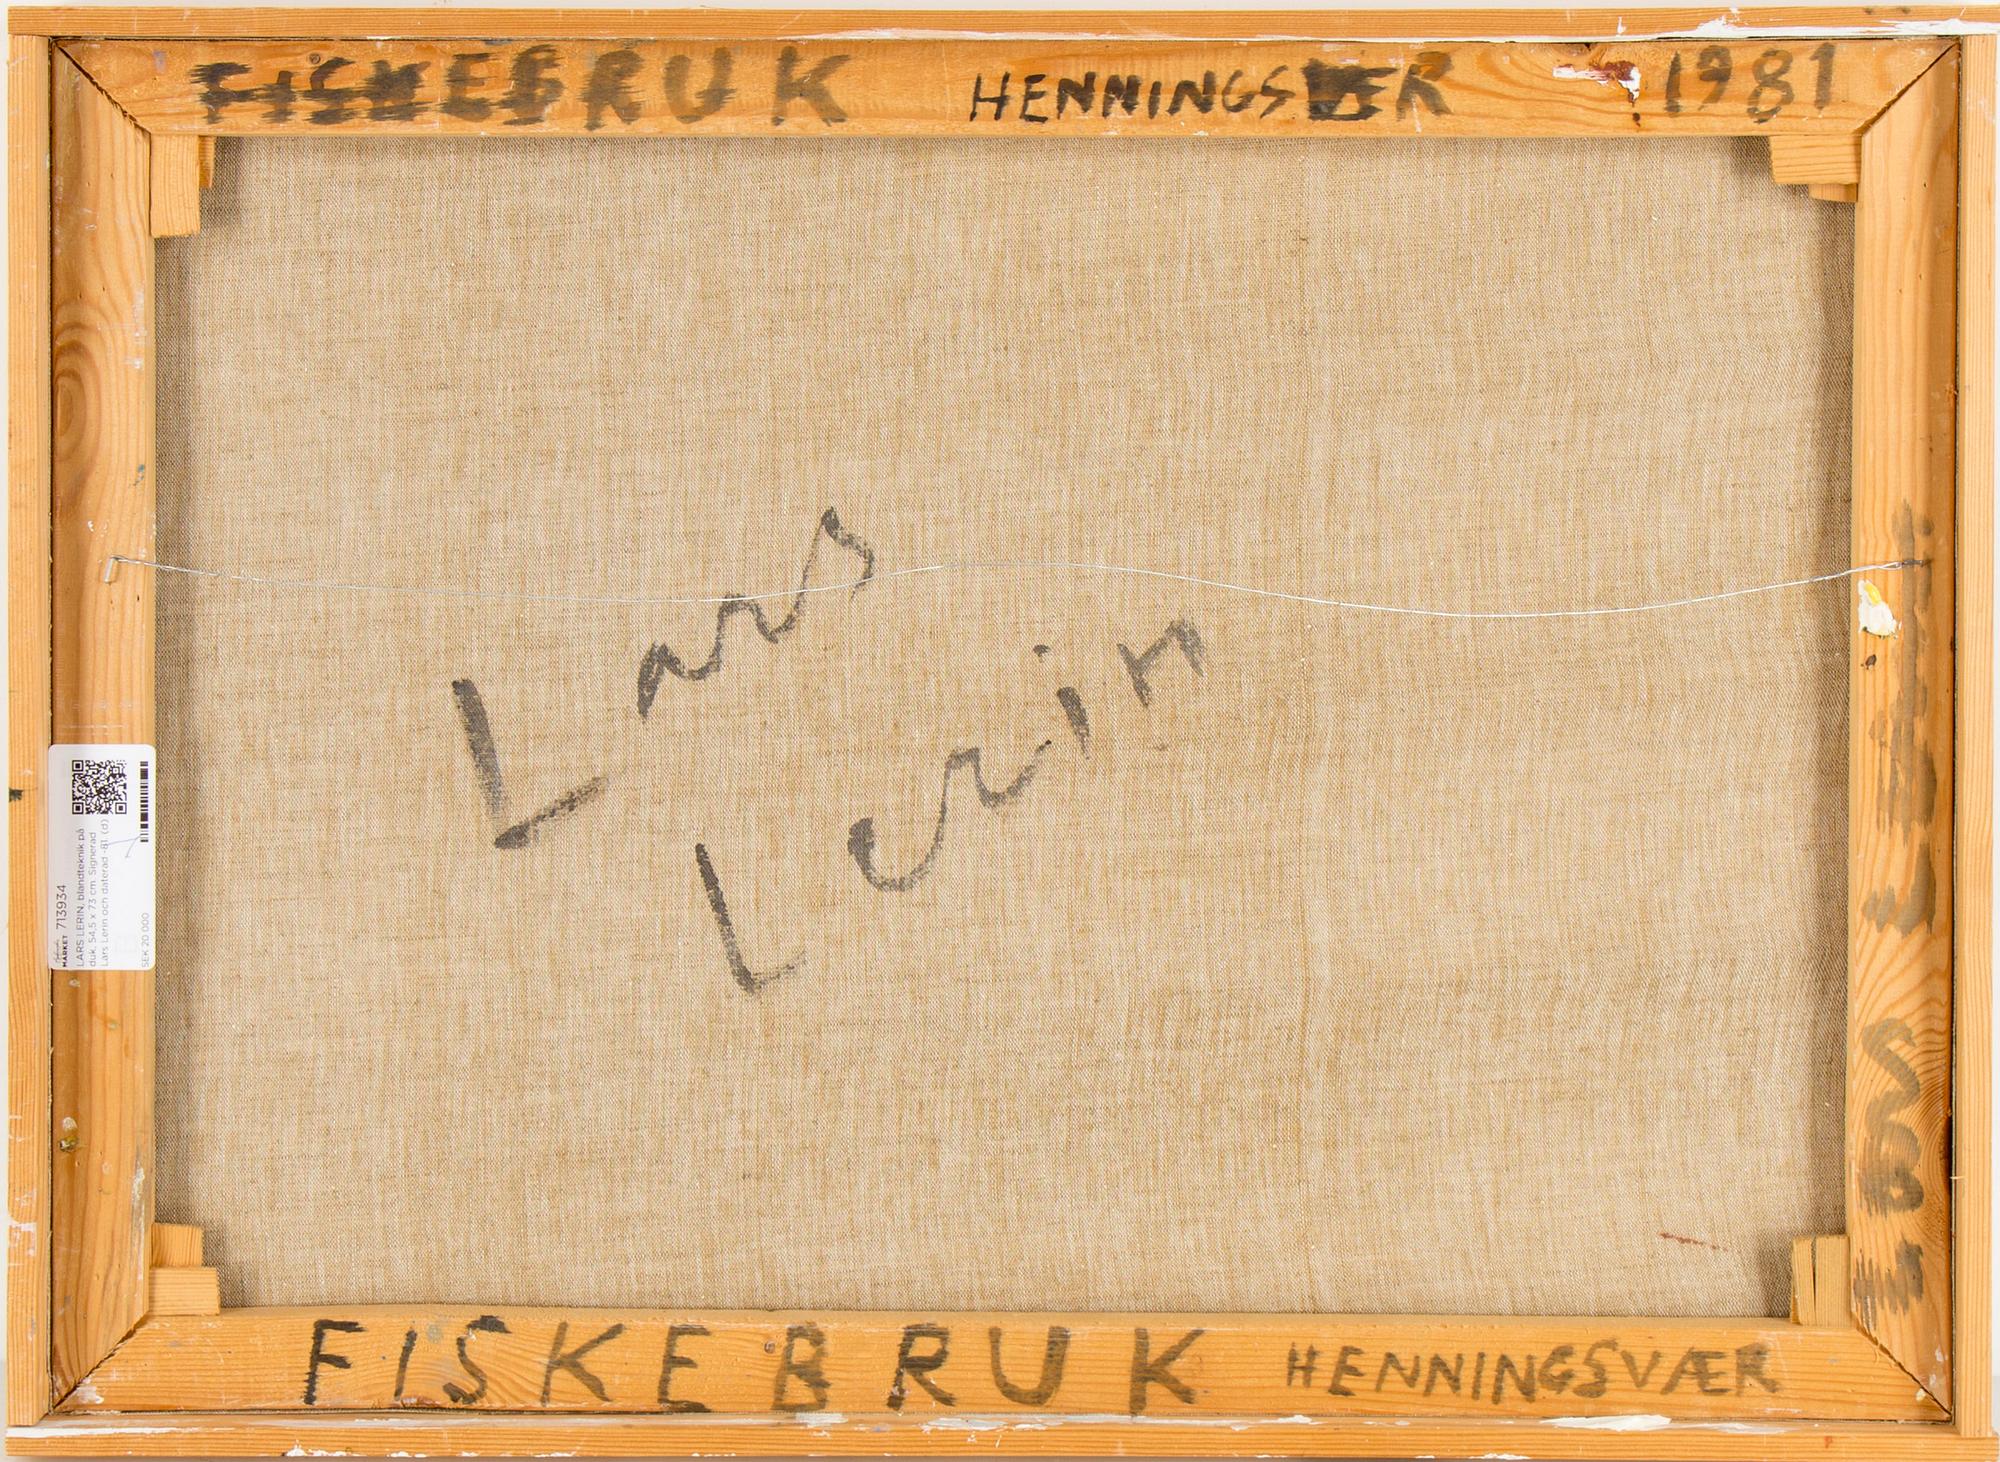 FISKEBRUK HENNINGSVÆR 1981
Lars
Lerin
MARKET 713934
LARS LERIN, blandteknik på
duk, 54,5 x 73 cm. Signerad
Lars Lerin och daterad -81. (d)
SEK 20 000
FISKEBRUK HENNINGSVÆR